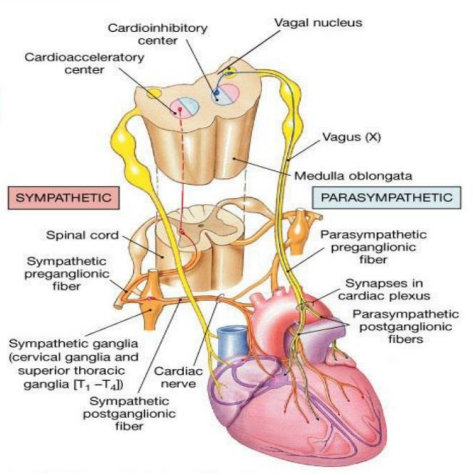 Vagal nucleus
Cardioinhibitory
center
Cardioacceleratory
center
Vagus (X)
Medulla oblongata
SYMPATHETIC
PARASYMPATHETIC
Spinal cord
Parasympathetic
preganglionic
fiber
Sympathetic
preganglionic
fiber
Synapses in
cardiac plexus
Parasympathetic
postganglionic
fibers
Sympathetic ganglia
(cervical ganglia and
superior thoracic
ganglia [T₁ –T₄])
Cardiac
nerve
Sympathetic
postganglionic
fiber